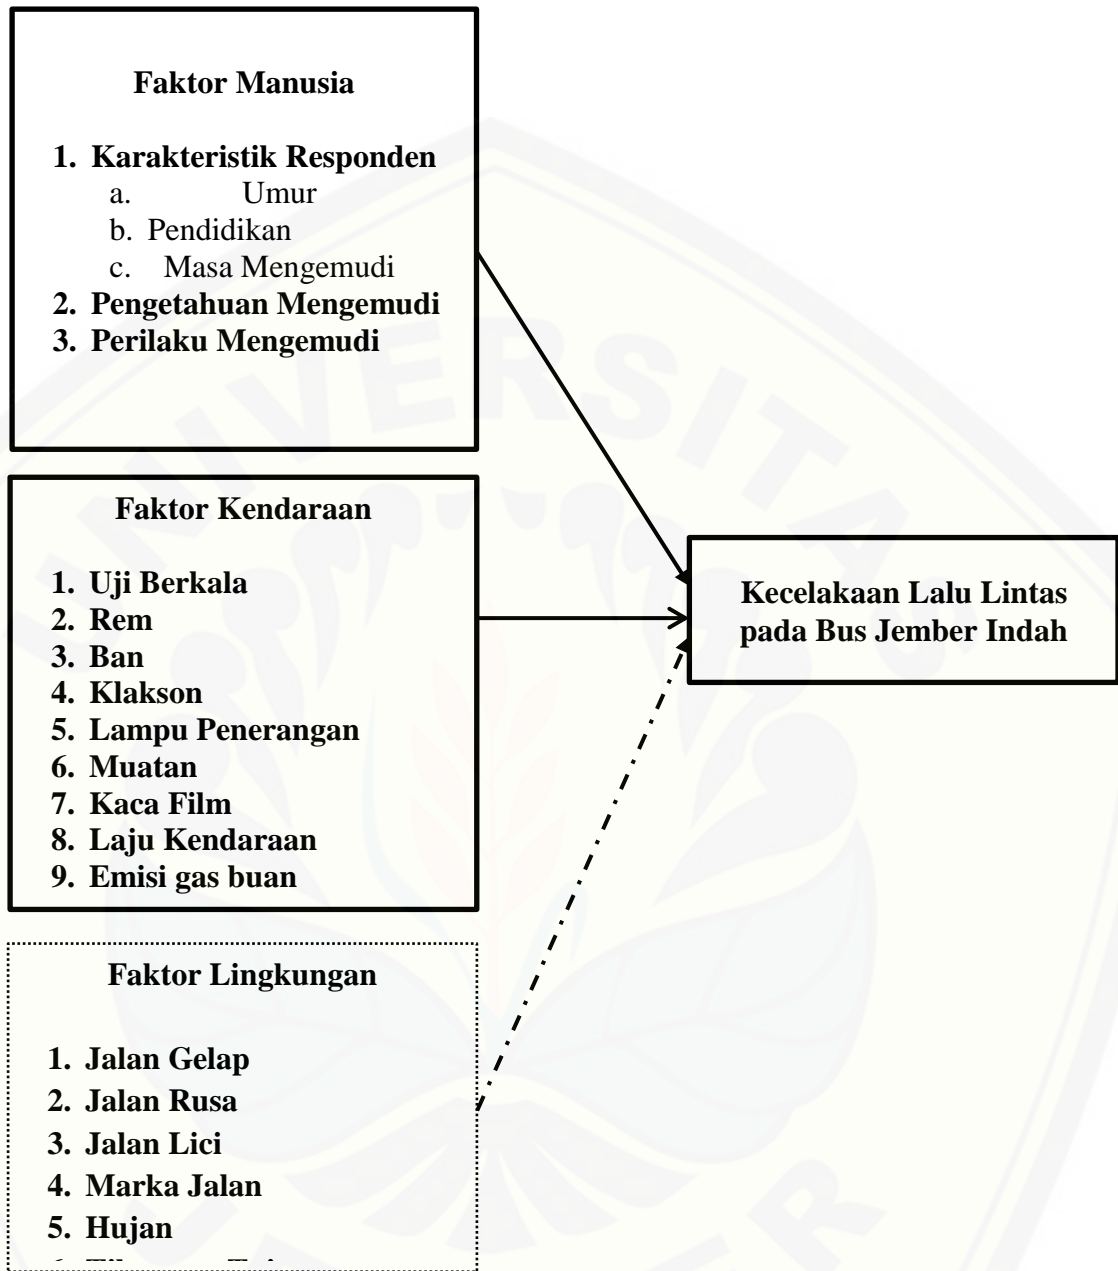 Faktor Manusia
1. Karakteristik Responden
a. Umur
b. Pendidikan
c. Masa Mengemudi
2. Pengetahuan Mengemudi
3. Perilaku Mengemudi
Faktor Kendaraan
1. Uji Berkala
2. Rem
3. Ban
4. Klakson
5. Lampu Penerangan
6. Muatan
7. Kaca Film
8. Laju Kendaraan
9. Emisi gas buan
Kecelakaan Lalu Lintas
pada Bus Jember Indah
Faktor Lingkungan
1. Jalan Gelap
2. Jalan Rusa
3. Jalan Lici
4. Marka Jalan
5. Hujan
UNIVERSITAS